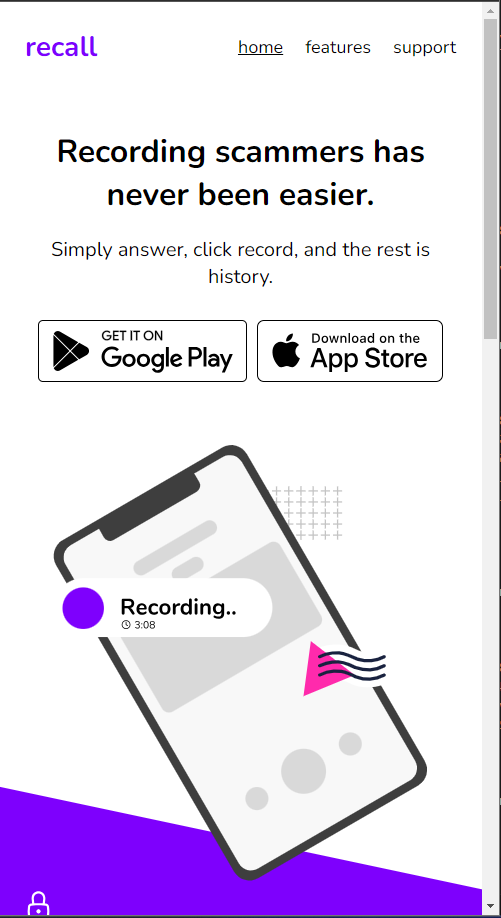 recall
home features support
Recording scammers has
never been easier.
Simply answer, click record, and the rest is
history.
GET IT ON
Google Play
Download on the
App Store
Recording..
3:08